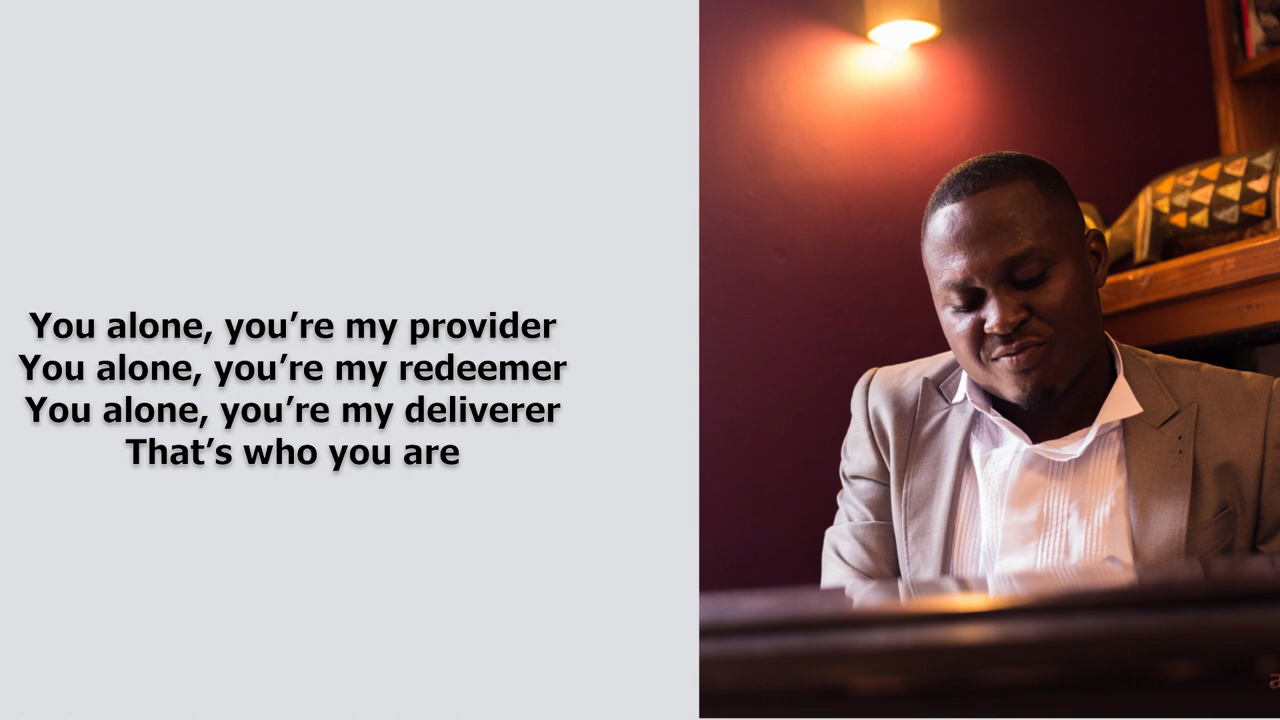 You alone, you’re my provider
You alone, you’re my redeemer
You alone, you’re my deliverer
That’s who you are